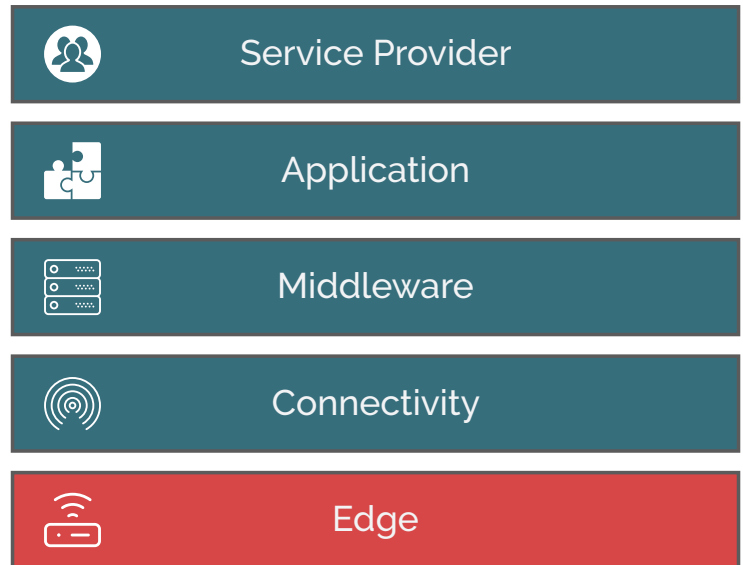 Service Provider
Application
Middleware
Connectivity
Edge